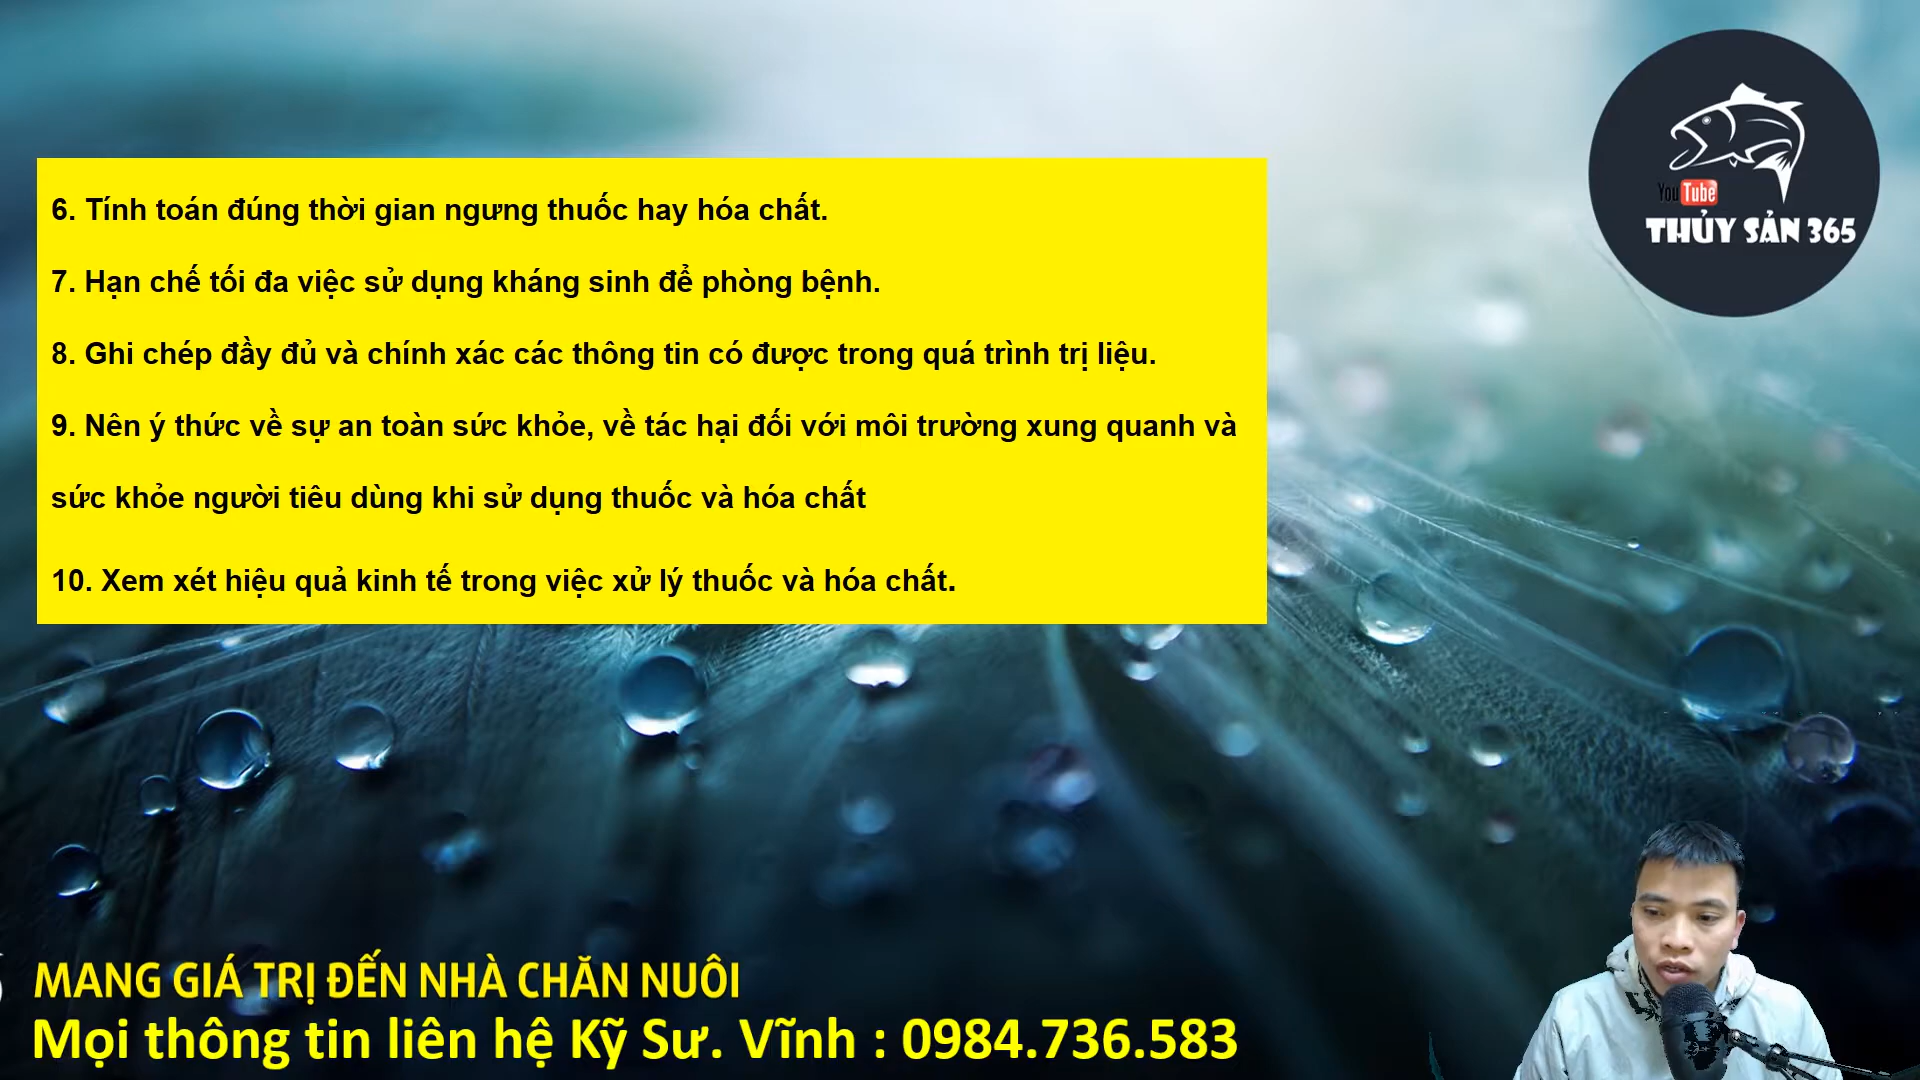 YouTube
THỦY SẢN 365
6. Tính toán đúng thời gian ngưng thuốc hay hóa chất.
7. Hạn chế tối đa việc sử dụng kháng sinh để phòng bệnh.
8. Ghi chép đầy đủ và chính xác các thông tin có được trong quá trình trị liệu.
9. Nên ý thức về sự an toàn sức khỏe, về tác hại đối với môi trường xung quanh và
sức khỏe người tiêu dùng khi sử dụng thuốc và hóa chất
10. Xem xét hiệu quả kinh tế trong việc xử lý thuốc và hóa chất.
MANG GIÁ TRỊ ĐẾN NHÀ CHĂN NUÔI
Mọi thông tin liên hệ Kỹ Sư. Vĩnh : 0984.736.583